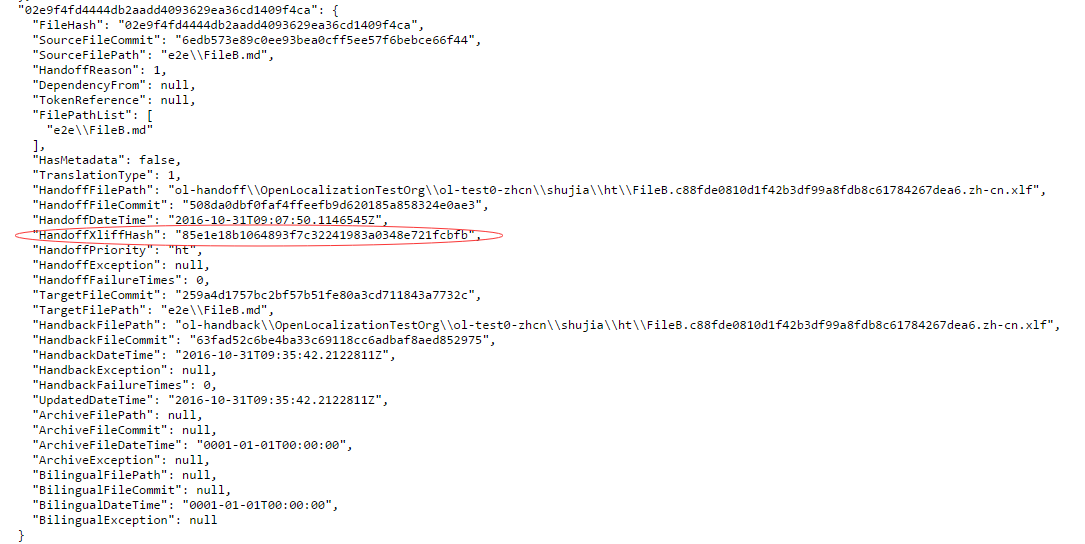 "02e9f4fd4444db2aadd4093629ea36cd1409f4ca": {
"FileHash": "02e9f4fd4444db2aadd4093629ea36cd1409f4ca",
"SourceFileCommit": "6edb573e89c0ee93bea0cff5ee57f6bebce66f44",
"SourceFilePath": "e2e\\FileB.md",
"HandoffReason": 1,
"DependencyFrom": null,
"TokenReference": null,
"FilePathList": [
"e2e\\FileB.md"
],
"HasMetadata": false,
"TranslationType": 1,
"HandoffFilePath": "ol-handoff\\OpenLocalizationTestOrg\\ol-test0-zhcn\\shujia\\ht\\FileB.c88fde0810d1f42b3df99a8fdb8c61784267dea6.zh-cn.xlf",
"HandoffFileCommit": "508da0dbf0faf4ffeefb9d620185a858324e0ae3",
"HandoffDateTime": "2016-10-31T09:07:50.1146545Z",
"HandoffXliffHash": "85e1e18b1064893f7c32241983a0348e721fcbfb",
"HandoffPriority": "ht",
"HandoffException": null,
"HandoffFailureTimes": 0,
"TargetFileCommit": "259a4d1757bc2bf57b51fe80a3cd711843a7732c",
"TargetFilePath": "e2e\\FileB.md",
"HandbackFilePath": "ol-handback\\OpenLocalizationTestOrg\\ol-test0-zhcn\\shujia\\ht\\FileB.c88fde0810d1f42b3df99a8fdb8c61784267dea6.zh-cn.xlf",
"HandbackFileCommit": "63fad52c6be4ba33c69118cc6adbaf8aed852975",
"HandbackDateTime": "2016-10-31T09:35:42.2122811Z",
"HandbackException": null,
"HandbackFailureTimes": 0,
"UpdatedDateTime": "2016-10-31T09:35:42.2122811Z",
"ArchiveFilePath": null,
"ArchiveFileCommit": null,
"ArchiveFileDateTime": "0001-01-01T00:00:00",
"ArchiveException": null,
"BilingualFilePath": null,
"BilingualFileCommit": null,
"BilingualDateTime": "0001-01-01T00:00:00",
"BilingualException": null
}